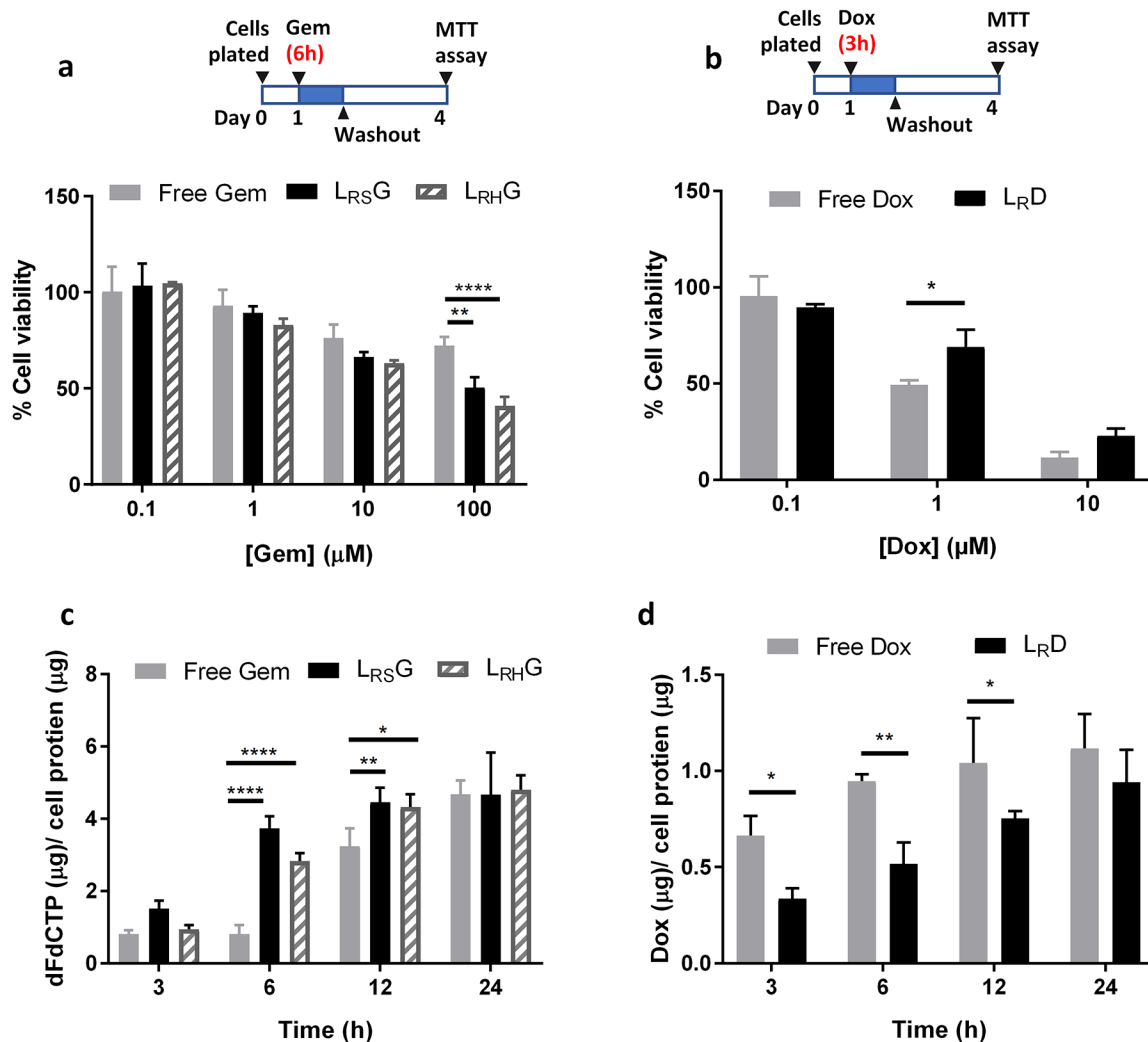 a
Cells plated
Gem (6h)
MTT assay
Day 0 1 4
Washout
Free Gem LRSG LRHG
150
100
50
0
% Cell viability
** 
****
0.1 1 10 100
[Gem] (μM)
b
Cells plated
Dox (3h)
MTT assay
Day 0 1 4
Washout
Free Dox LRD
150
100
50
0
% Cell viability
*
0.1 1 10
[Dox] (μM)
c
Free Gem LRSG LRHG
8
6
4
2
0
dFdCTP (μg)/ cell protien (μg)
****
****
*
**
3 6 12 24
Time (h)
d
Free Dox LRD
1.5
1.0
0.5
0.0
Dox (μg)/ cell protien (μg)
*
**
*
3 6 12 24
Time (h)